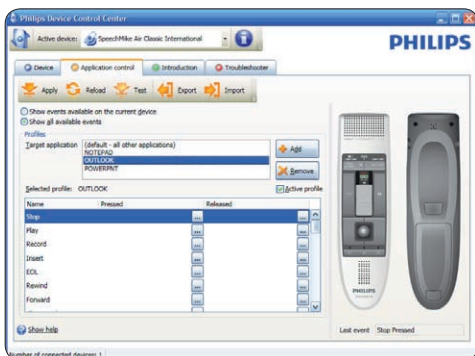 Philips Device Control Center
Active device: SpeechMike Air Classic International
PHILIPS
Device Application control Introduction Troubleshooter
Apply Reload Test Export Import
Show events available on the current device
Show all available events
Profiles
Target application (default - all other applications)
NOTEPAD
OUTLOOK
POWERPNT
Add
Remove
Selected profile: OUTLOOK Active profile
Name Pressed Released
Stop ... ...
Play ... ...
Record ... ...
Insert ... ...
EOL ... ...
Rewind ... ...
Forward ... ...
PHILIPS
Show help
Last event Stop Pressed
Number of connected devices: 1